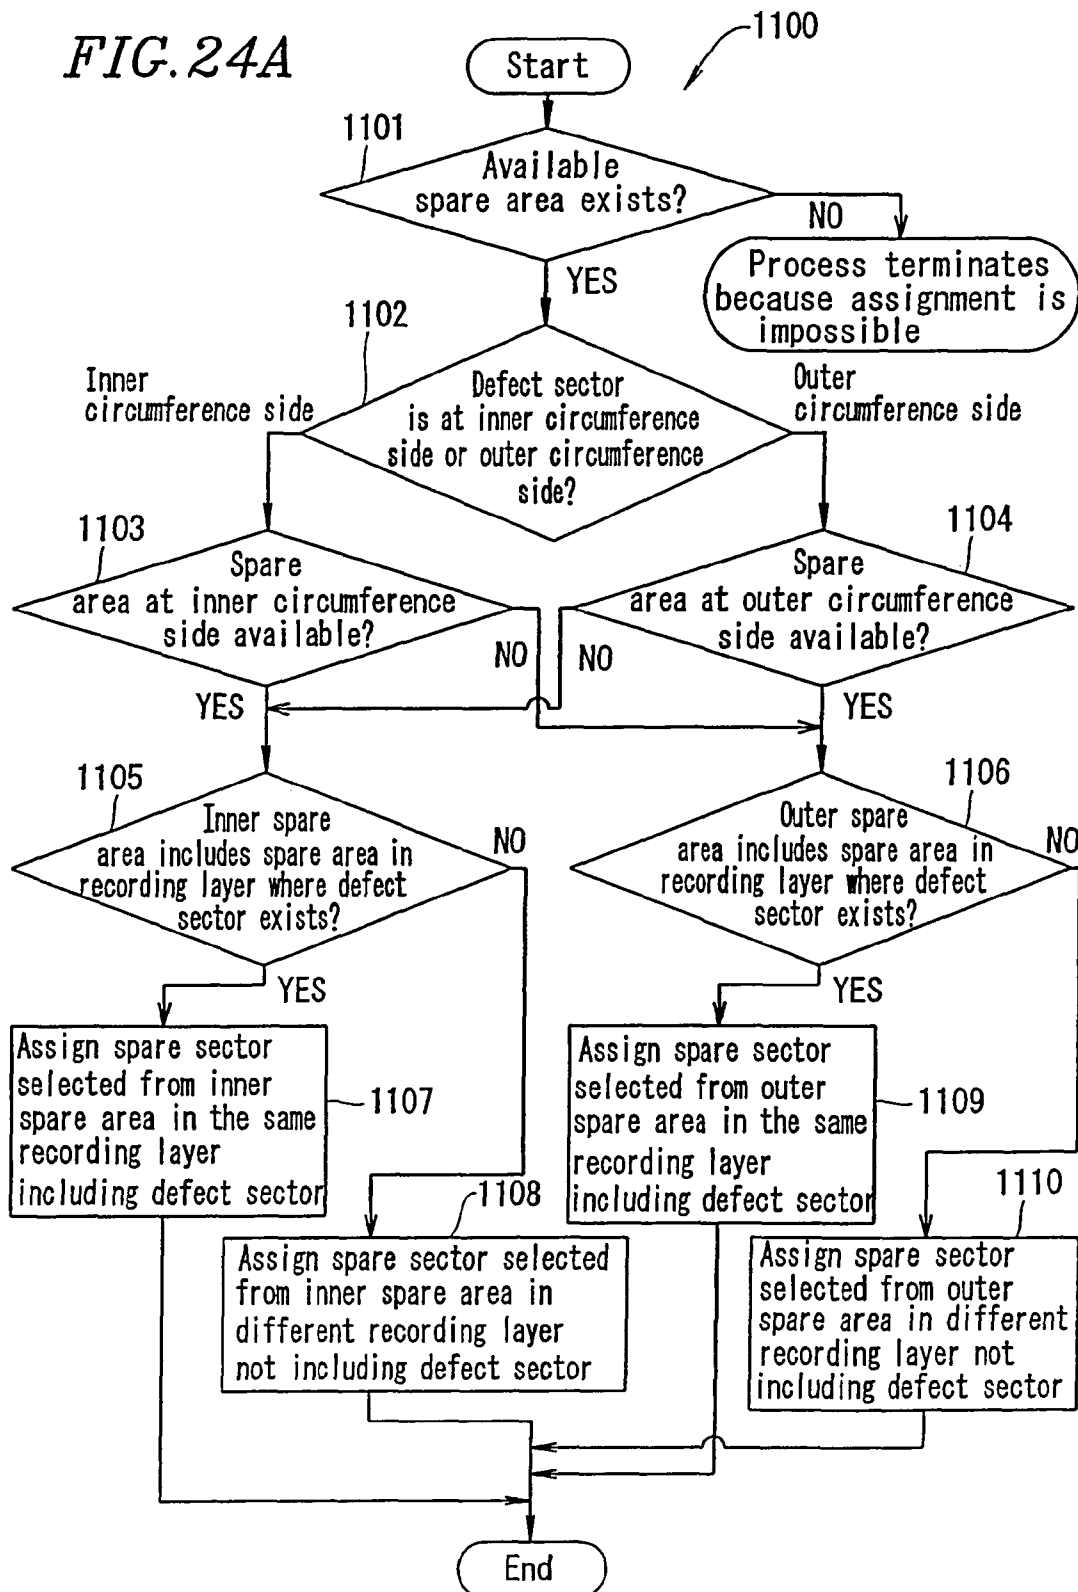 FIG.24A
1100
Start
1101
Available
spare area exists?
NO
YES
Process terminates
because assignment is
impossible
1102
Inner
circumference side
Defect sector
is at inner circumference
side or outer circumference
side?
Outer
circumference side
1103
Spare
area at inner circumference
side available?
NO
YES
1104
Spare
area at outer circumference
side available?
NO
YES
1105
Inner spare
area includes spare area in
recording layer where defect
sector exists?
NO
YES
1106
Outer spare
area includes spare area in
recording layer where defect
sector exists?
NO
YES
Assign spare sector
selected from inner
spare area in the same
recording layer
including defect sector
1107
Assign spare sector
selected from outer
spare area in the same
recording layer
including defect sector
1109
1108
Assign spare sector selected
from inner spare area in
different recording layer
not including defect sector
1110
Assign spare sector
selected from outer
spare area in different
recording layer not
including defect sector
End